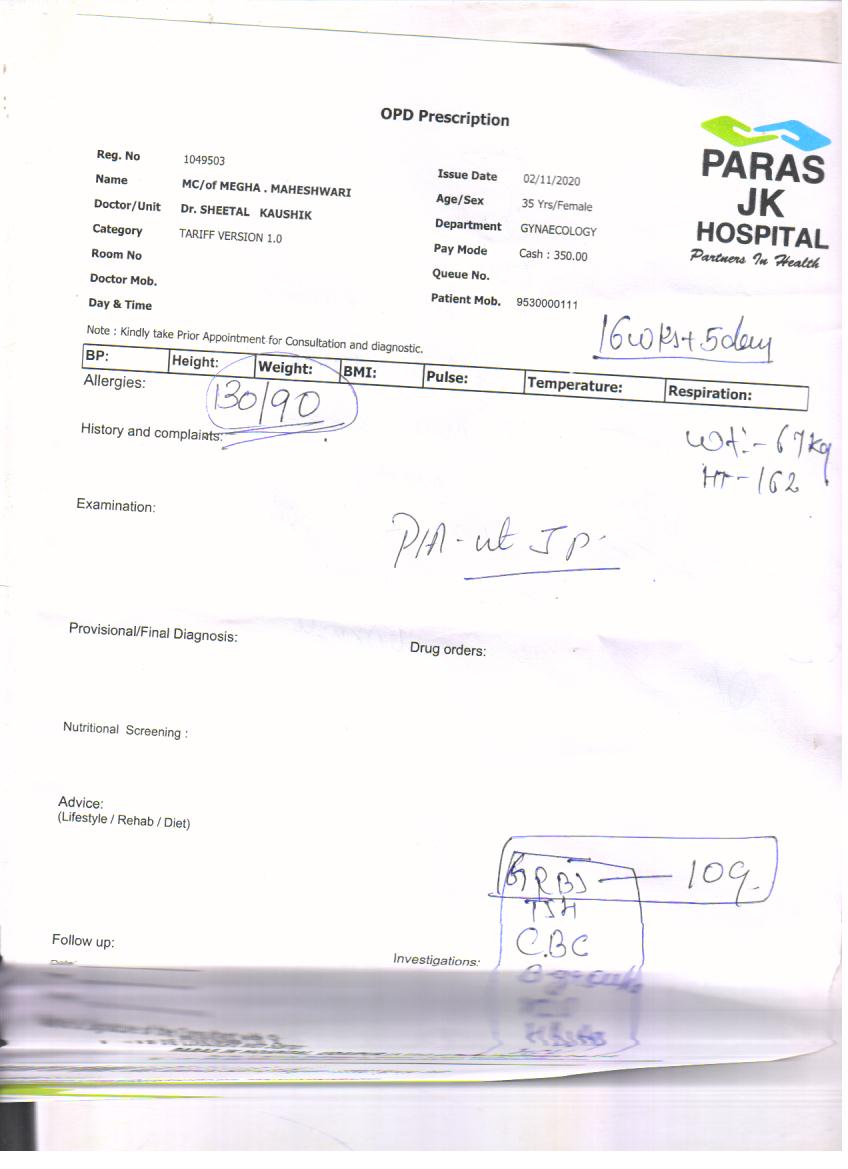 OPD Prescription
PARAS
JK
HOSPITAL
Partners In Health
Reg. No 1049503
Name MC/of MEGHA . MAHESHWARI
Doctor/Unit Dr. SHEETAL KAUSHIK
Category TARIFF VERSION 1.0
Room No
Doctor Mob.
Day & Time
Issue Date 02/11/2020
Age/Sex 35 Yrs/Female
Department GYNAECOLOGY
Pay Mode Cash : 350.00
Queue No.
Patient Mob. 9530000111
16wks+5day
Note : Kindly take Prior Appointment for Consultation and diagnostic.
BP: Height: Weight: BMI: Pulse: Temperature: Respiration:
Allergies:
130/90
History and complaints:
Wt:- 67kg
HT-162
Examination:
P/A-ut
Provisional/Final Diagnosis:
Drug orders:
Nutritional Screening :
Advice:
(Lifestyle / Rehab / Diet)
GRBS — 109
TSH
CBC
Follow up:
Investigations:
Date: